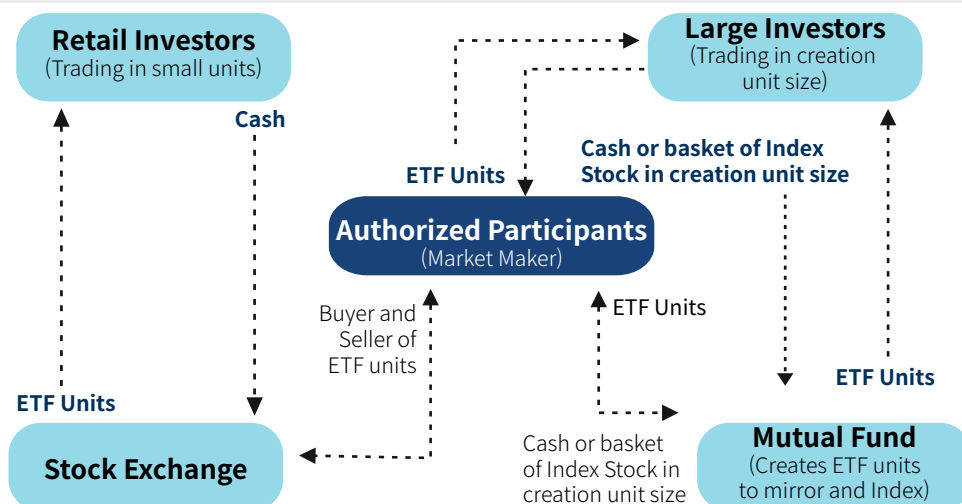 Retail Investors
(Trading in small units)
Large Investors
(Trading in creation
unit size)
Cash
Cash or basket of Index
Stock in creation unit size
ETF Units
Authorized Participants
(Market Maker)
Buyer and
Seller of
ETF units
ETF Units
ETF Units
ETF Units
Stock Exchange
Cash or basket
of Index Stock in
creation unit size
Mutual Fund
(Creates ETF units
to mirror and Index)